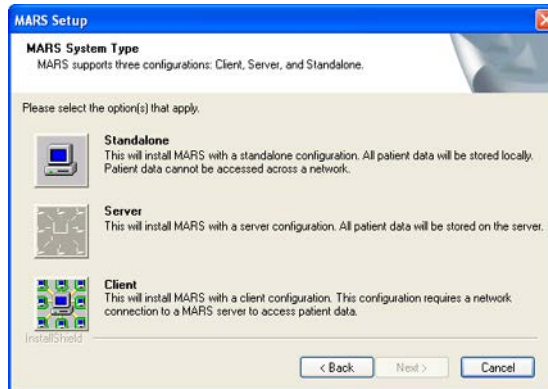 MARS Setup
MARS System Type
MARS supports three configurations: Client, Server, and Standalone.
Please select the option(s) that apply.
Standalone
This will install MARS with a standalone configuration. All patient data will be stored locally.
Patient data cannot be accessed across a network.
Server
This will install MARS with a server configuration. All patient data will be stored on the server.
Client
This will install MARS with a client configuration. This configuration requires a network
connection to a MARS server to access patient data.
InstallShield
< Back
Next >
Cancel